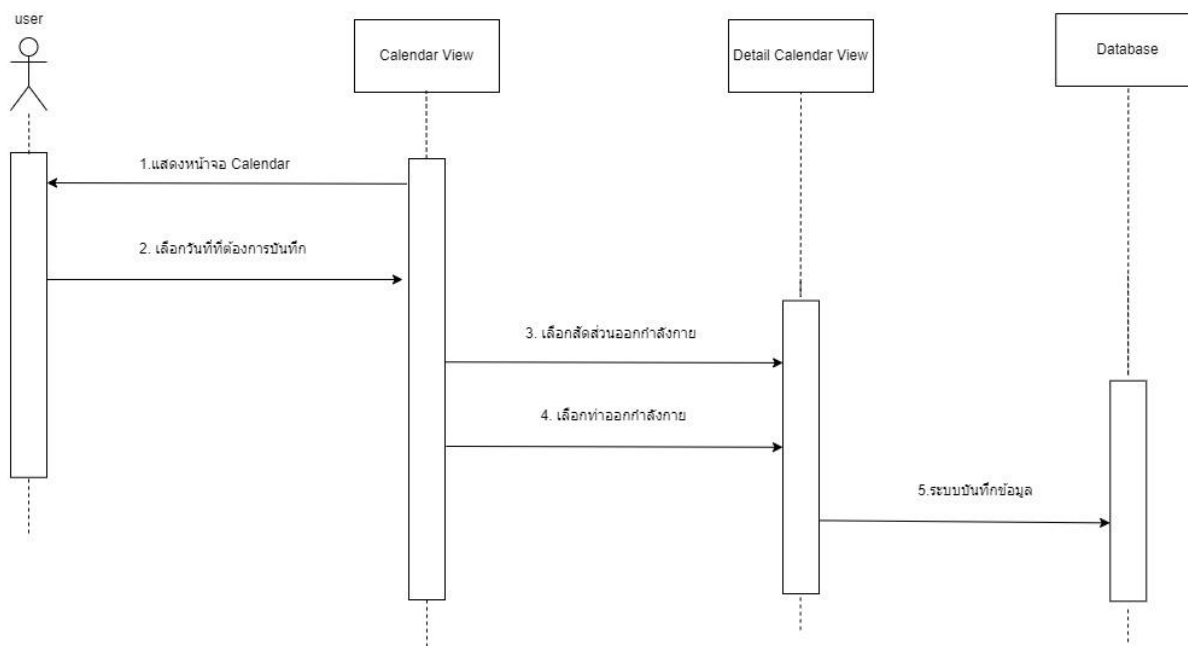 user
Calendar View
Detail Calendar View
Database
1.แสดงหน้าจอ Calendar
2. เลือกวันที่ที่ต้องการบันทึก
3. เลือกสัดส่วนออกกำลังกาย
4. เลือกท่าออกกำลังกาย
5.ระบบบันทึกข้อมูล